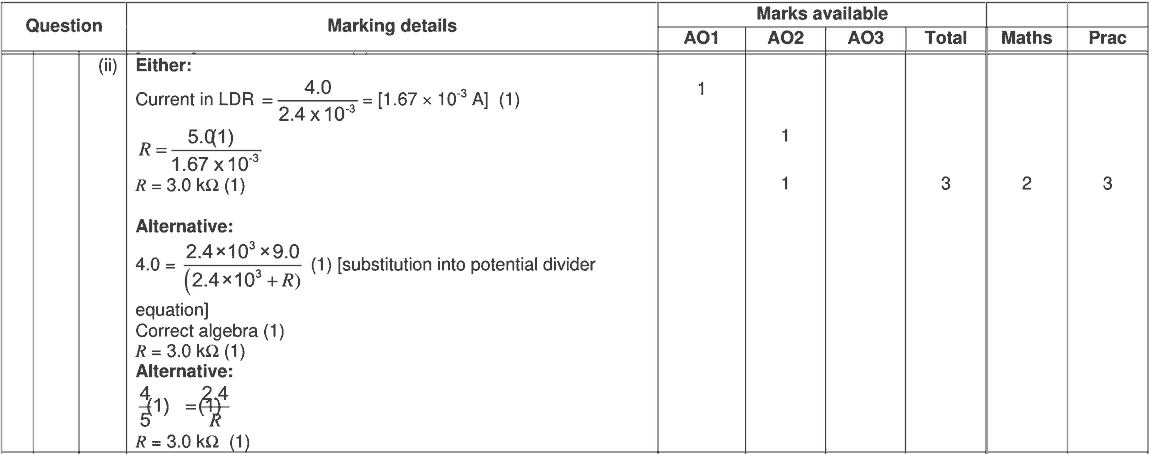 Question Marking details Marks available
AO1 AO2 AO3 Total Maths Prac
(ii) Either:
Current in LDR = 4.0 / 2.4 x 10⁻³ = [1.67 × 10⁻³ A] (1) 1
R = 5.0(1) / 1.67 x 10⁻³ 1
R = 3.0 kΩ (1) 1 3 2 3
Alternative:
4.0 = 2.4×10³ ×9.0 / (2.4×10³ + R) (1) [substitution into potential divider
equation]
Correct algebra (1)
R = 3.0 kΩ (1)
Alternative:
4/5 (1) = (1) 2.4/R
R = 3.0 kΩ (1)